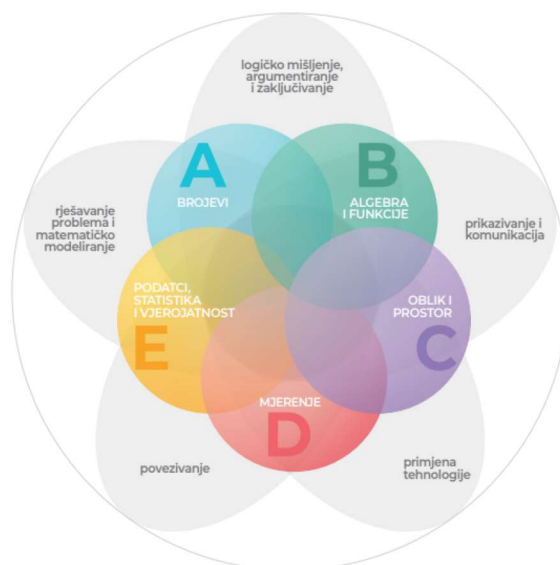 logičko mišljenje,
argumentiranje
i zaključivanje
A
BROJEVI
B
ALGEBRA
I FUNKCIJE
rješavanje
problema i
matematičko
modeliranje
prikazivanje i
komunikacija
PODATCI,
STATISTIKA
I VJEROJATNOST
E
OBLIK I
PROSTOR
C
MJERENJE
D
povezivanje
primjena
tehnologije